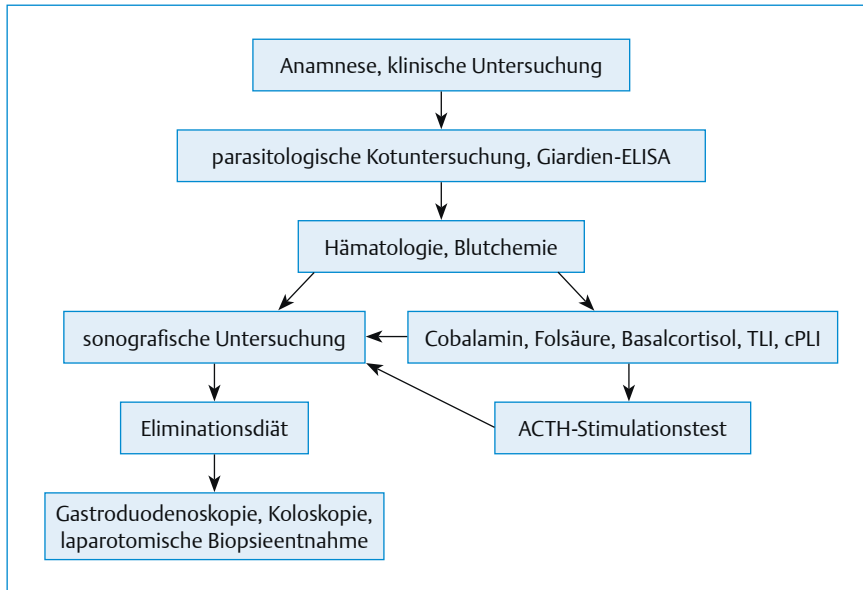 Anamnese, klinische Untersuchung
parasitologische Kotuntersuchung, Giardien-ELISA
Hämatologie, Blutchemie
sonografische Untersuchung
Cobalamin, Folsäure, Basalcortisol, TLI, cPLI
Eliminationsdiät
ACTH-Stimulationstest
Gastroduodenoskopie, Koloskopie,
laparotomische Biopsieentnahme